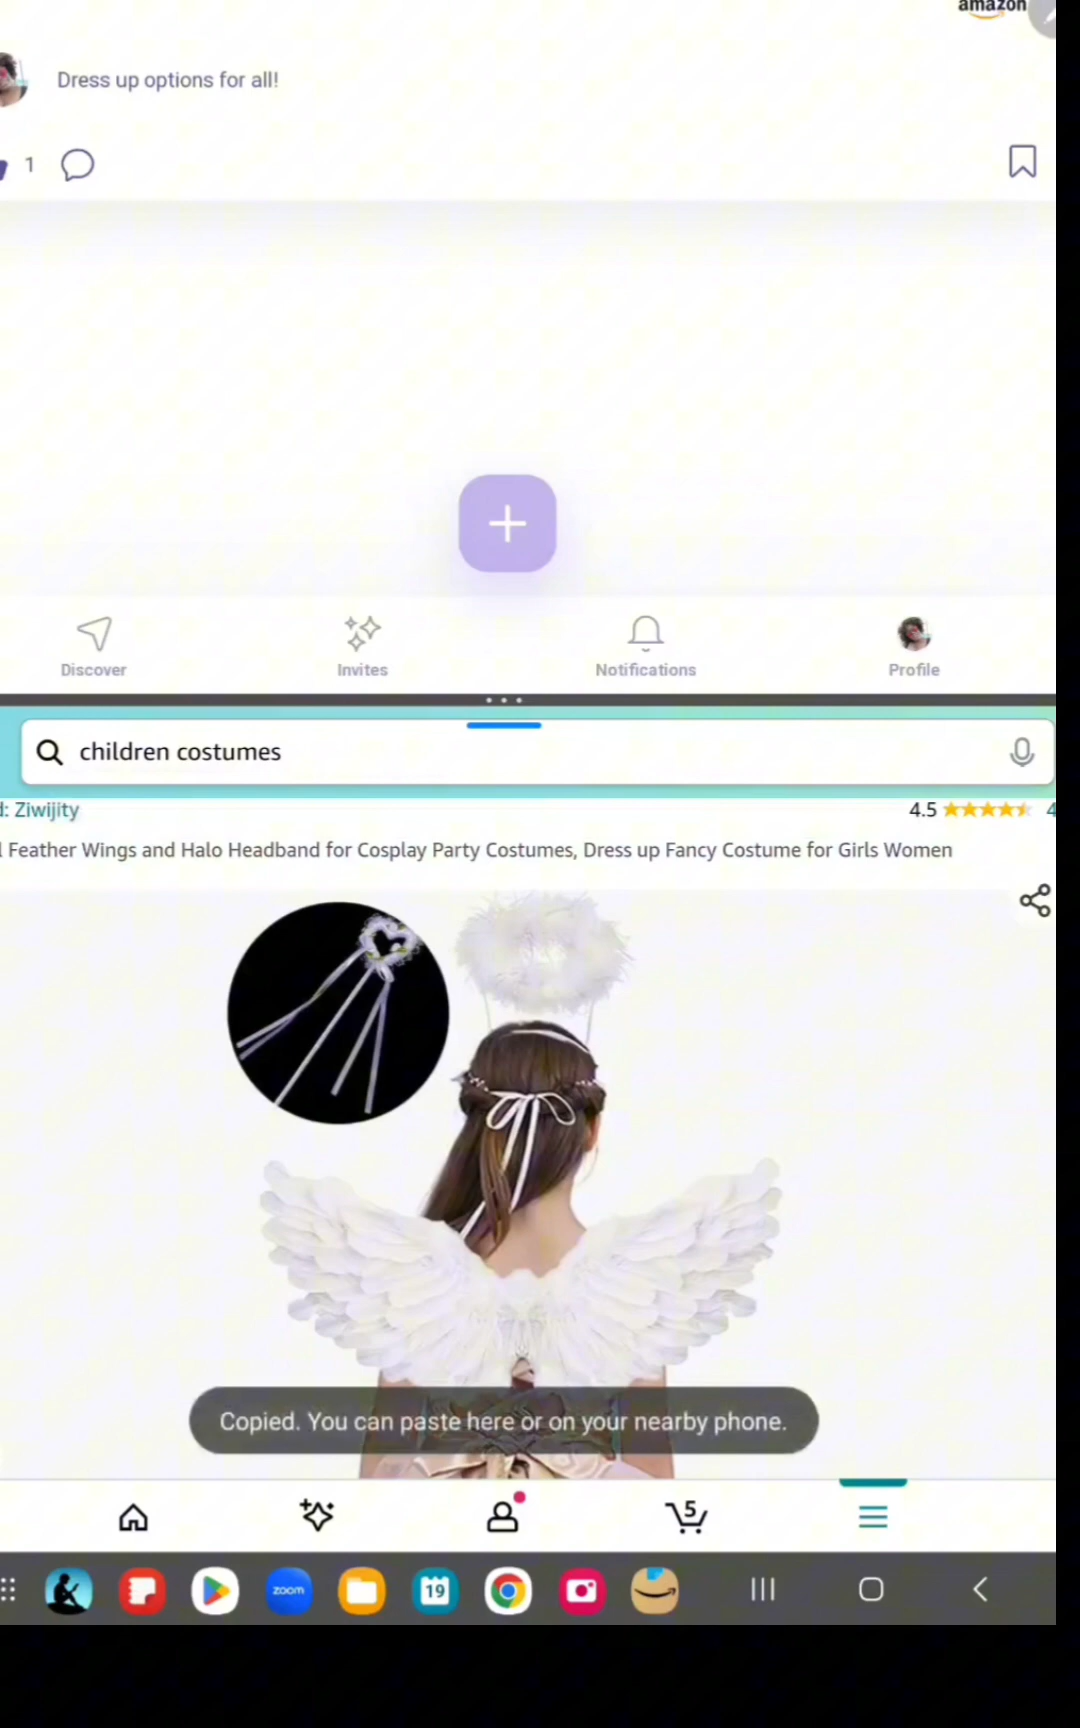 amazon
Dress up options for all!
1
Discover
Invites
Notifications
Profile
children costumes
: Ziwijity
4.5
4
Feather Wings and Halo Headband for Cosplay Party Costumes, Dress up Fancy Costume for Girls Women
Copied. You can paste here or on your nearby phone.
5
zoom
19